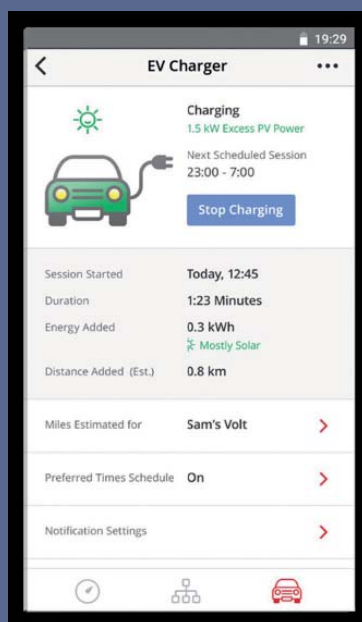 19:29
EV Charger
Charging
1.5 kW Excess PV Power
Next Scheduled Session
23:00 - 7:00
Stop Charging
Session Started Today, 12:45
Duration 1:23 Minutes
Energy Added 0.3 kWh
Mostly Solar
Distance Added (Est.) 0.8 km
Miles Estimated for Sam's Volt
Preferred Times Schedule On
Notification Settings